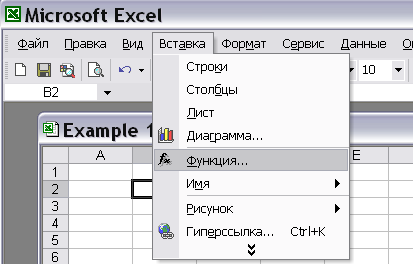 Microsoft Excel
Файл Правка Вид Вставка Формат Сервис Данные
10
B2
Строки
Столбцы
Лист
Диаграмма...
Функция...
Имя
Рисунок
Гиперссылка... Ctrl+K
Example 1
A E
1
2
3
4
5
6